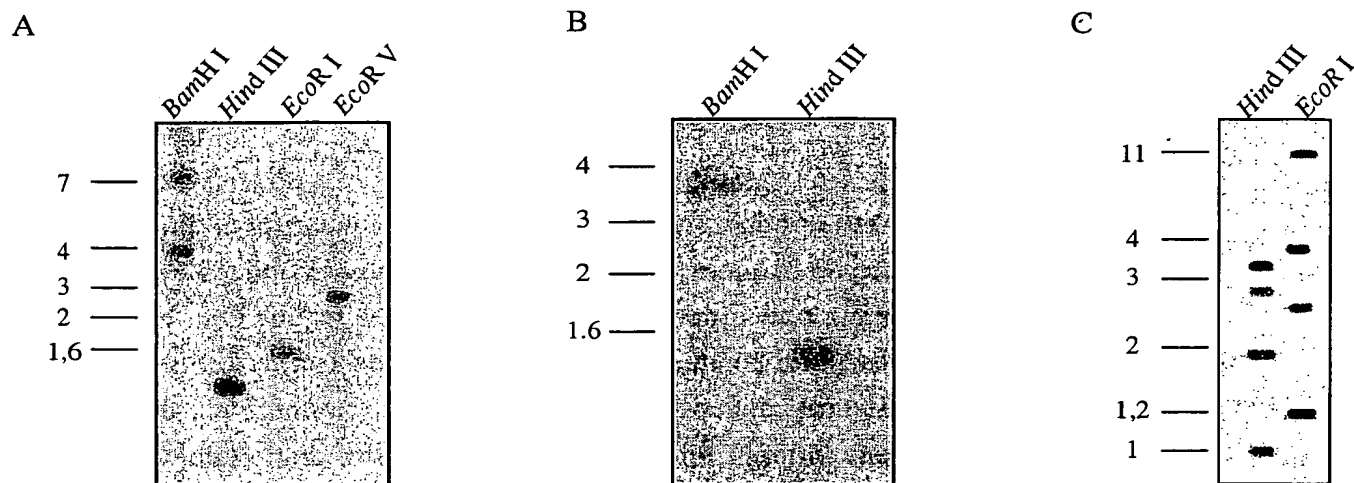 A
BamH I
Hind III
EcoR I
EcoR V
7
4
3
2
1,6
B
BamH I
Hind III
4
3
2
1.6
C
Hind III
EcoR I
11
4
3
2
1,2
1